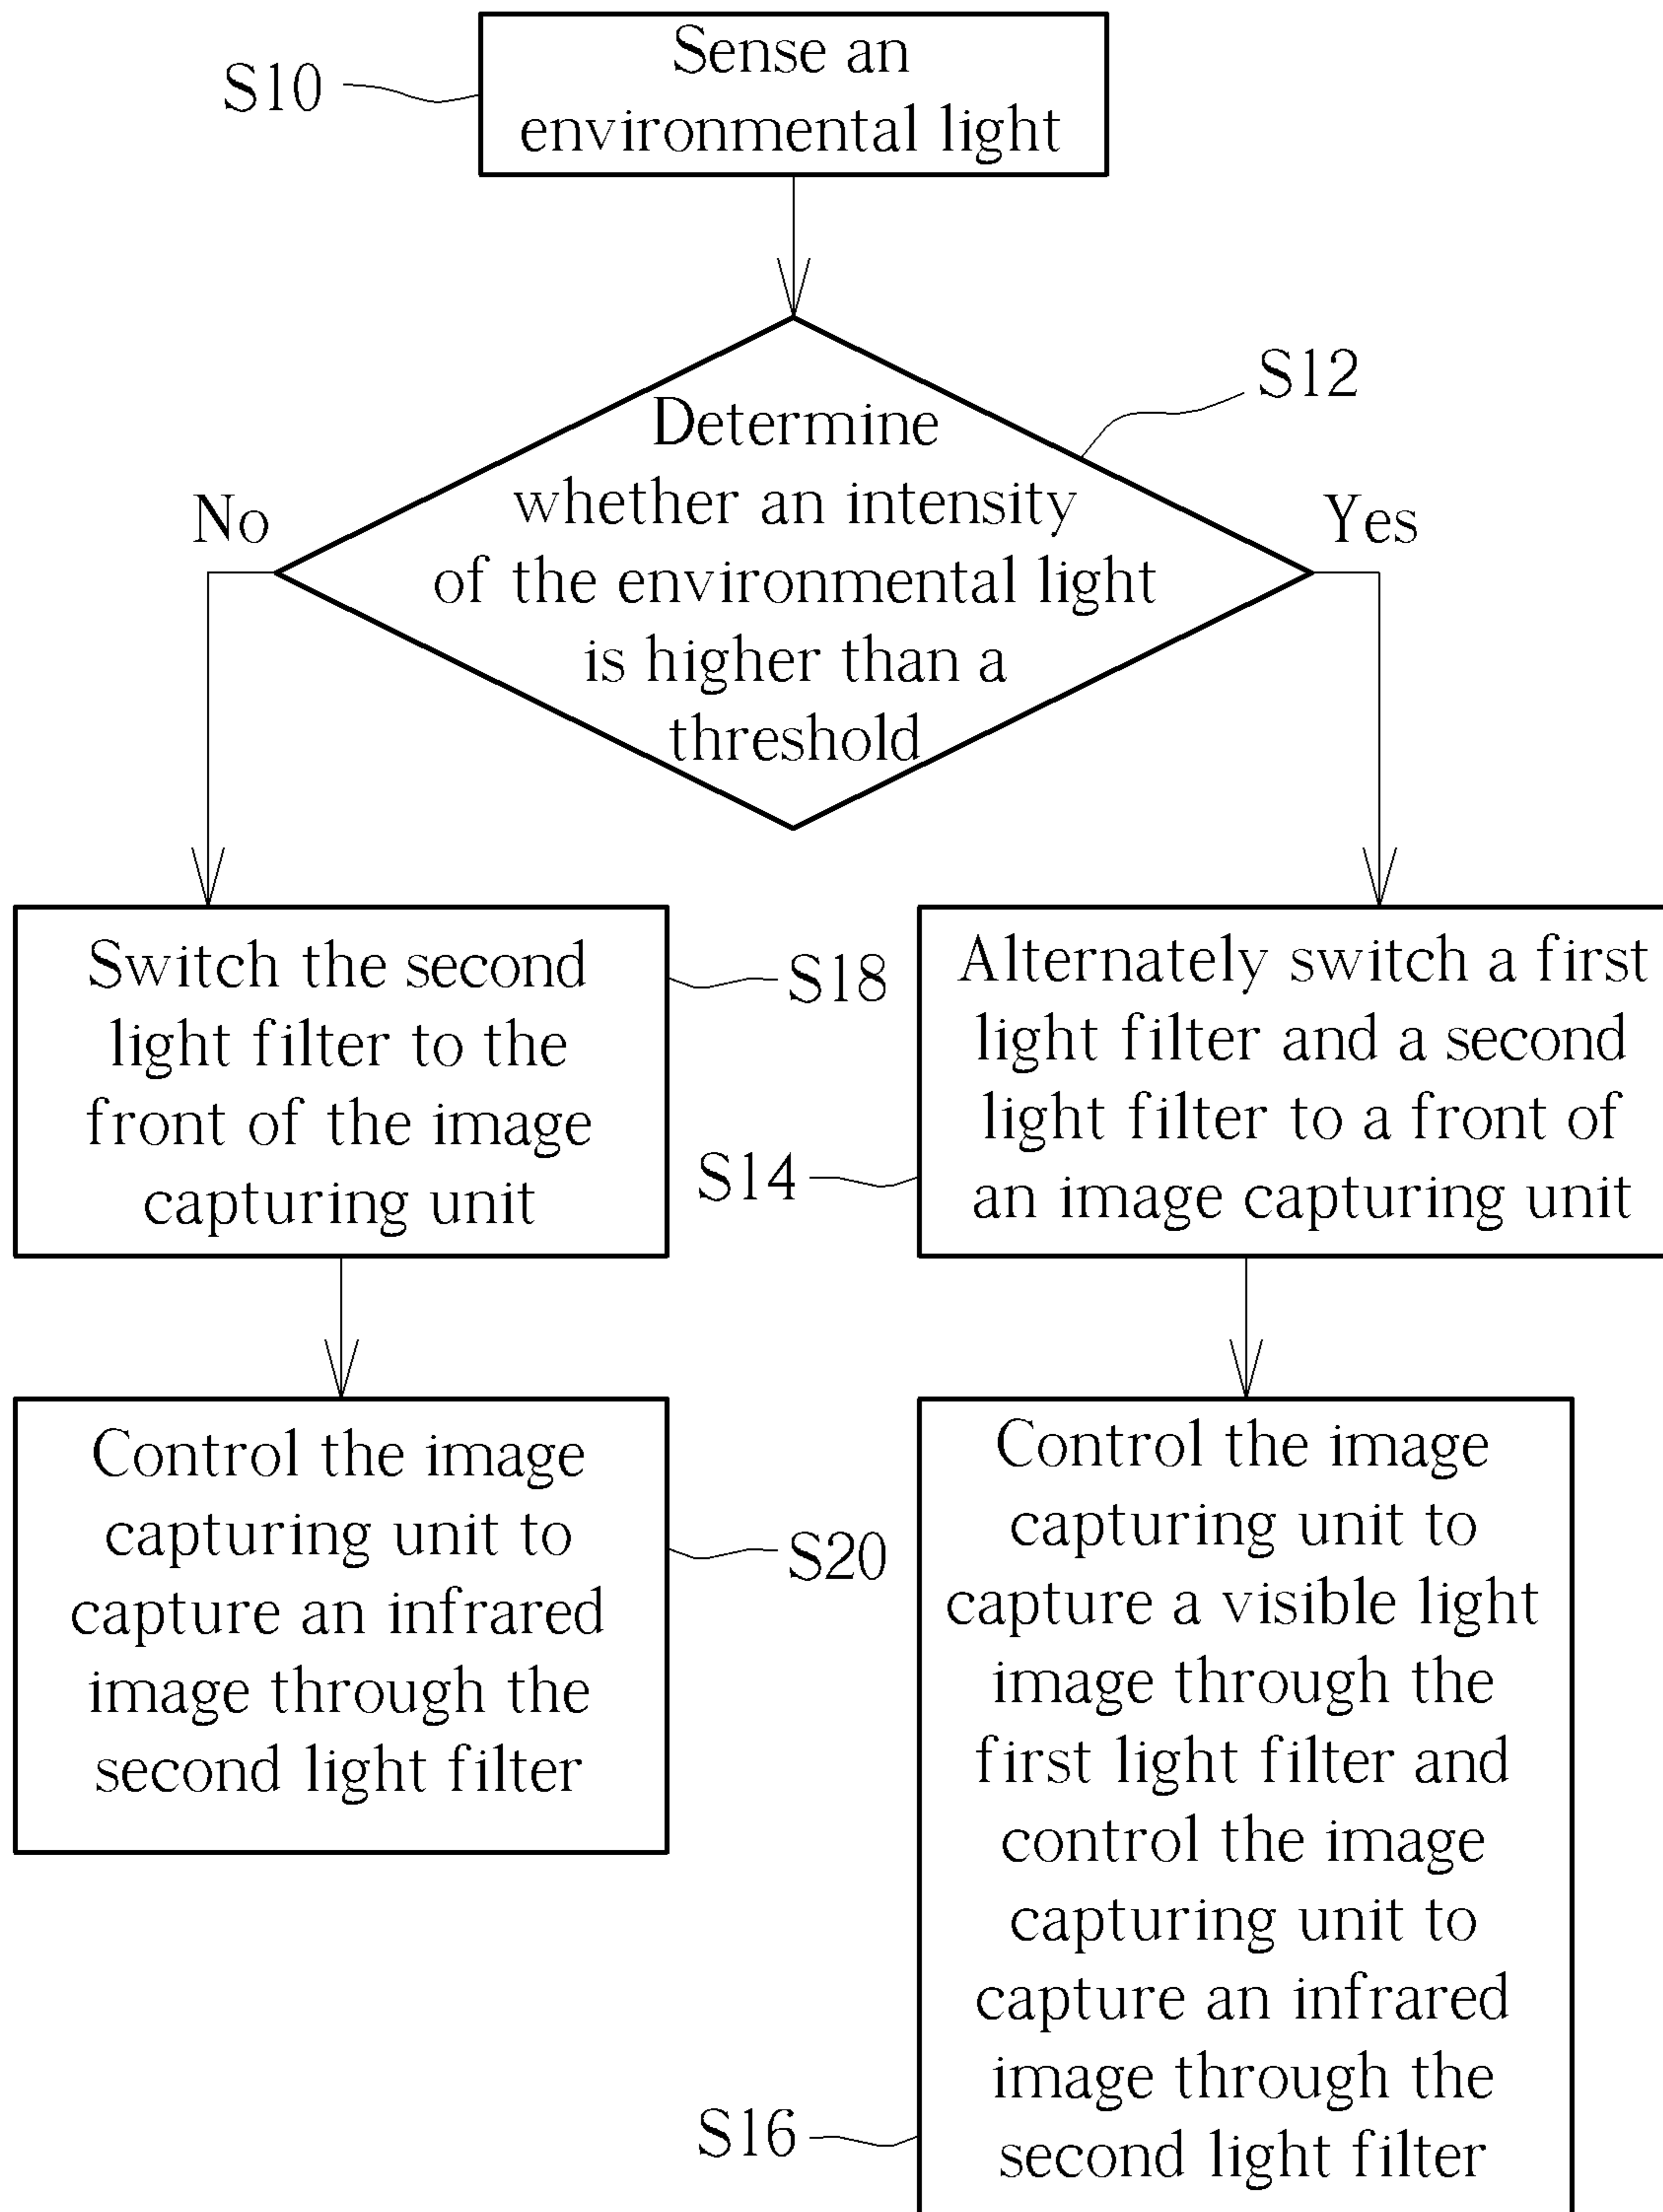 S10
Sense an
environmental light
S12
Determine
whether an intensity
of the environmental light
is higher than a
threshold
No
Yes
Switch the second
light filter to the
front of the image
capturing unit
S18
Alternately switch a first
light filter and a second
light filter to a front of
an image capturing unit
S14
Control the image
capturing unit to
capture an infrared
image through the
second light filter
S20
Control the image
capturing unit to
capture a visible light
image through the
first light filter and
control the image
capturing unit to
capture an infrared
image through the
second light filter
S16